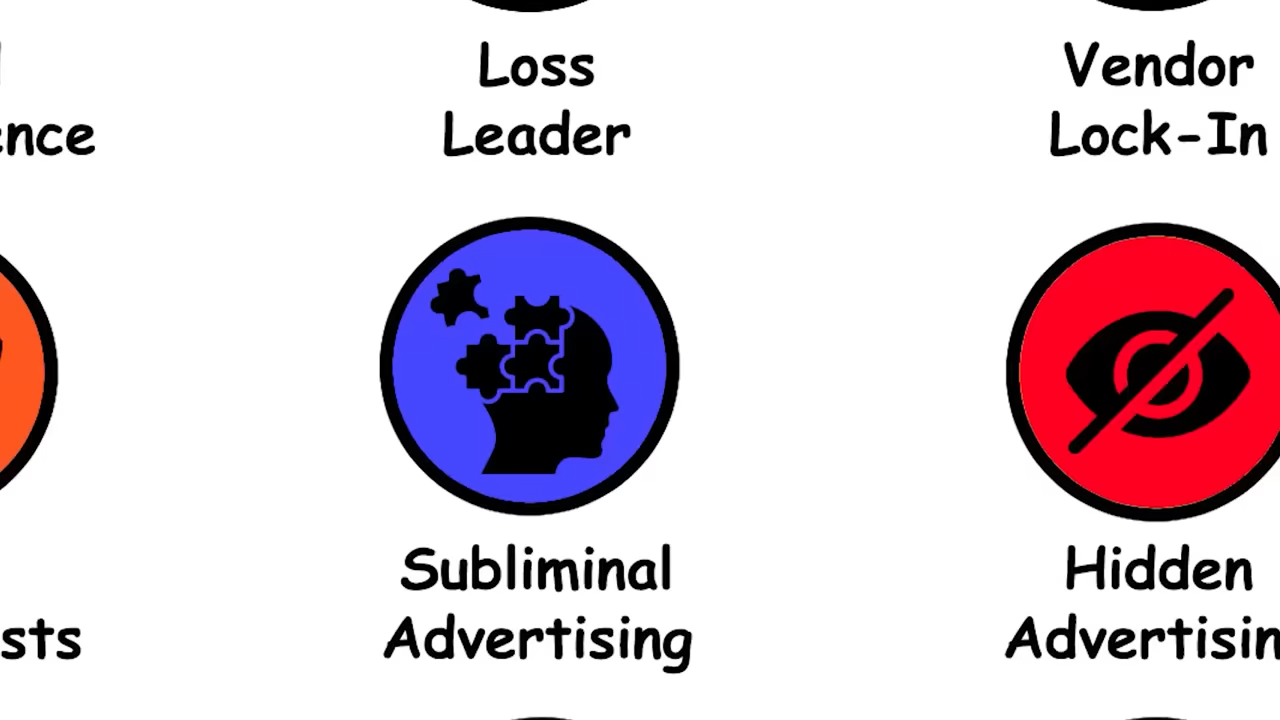 Loss
Leader
Vendor
Lock-In
Subliminal
Advertising
Hidden